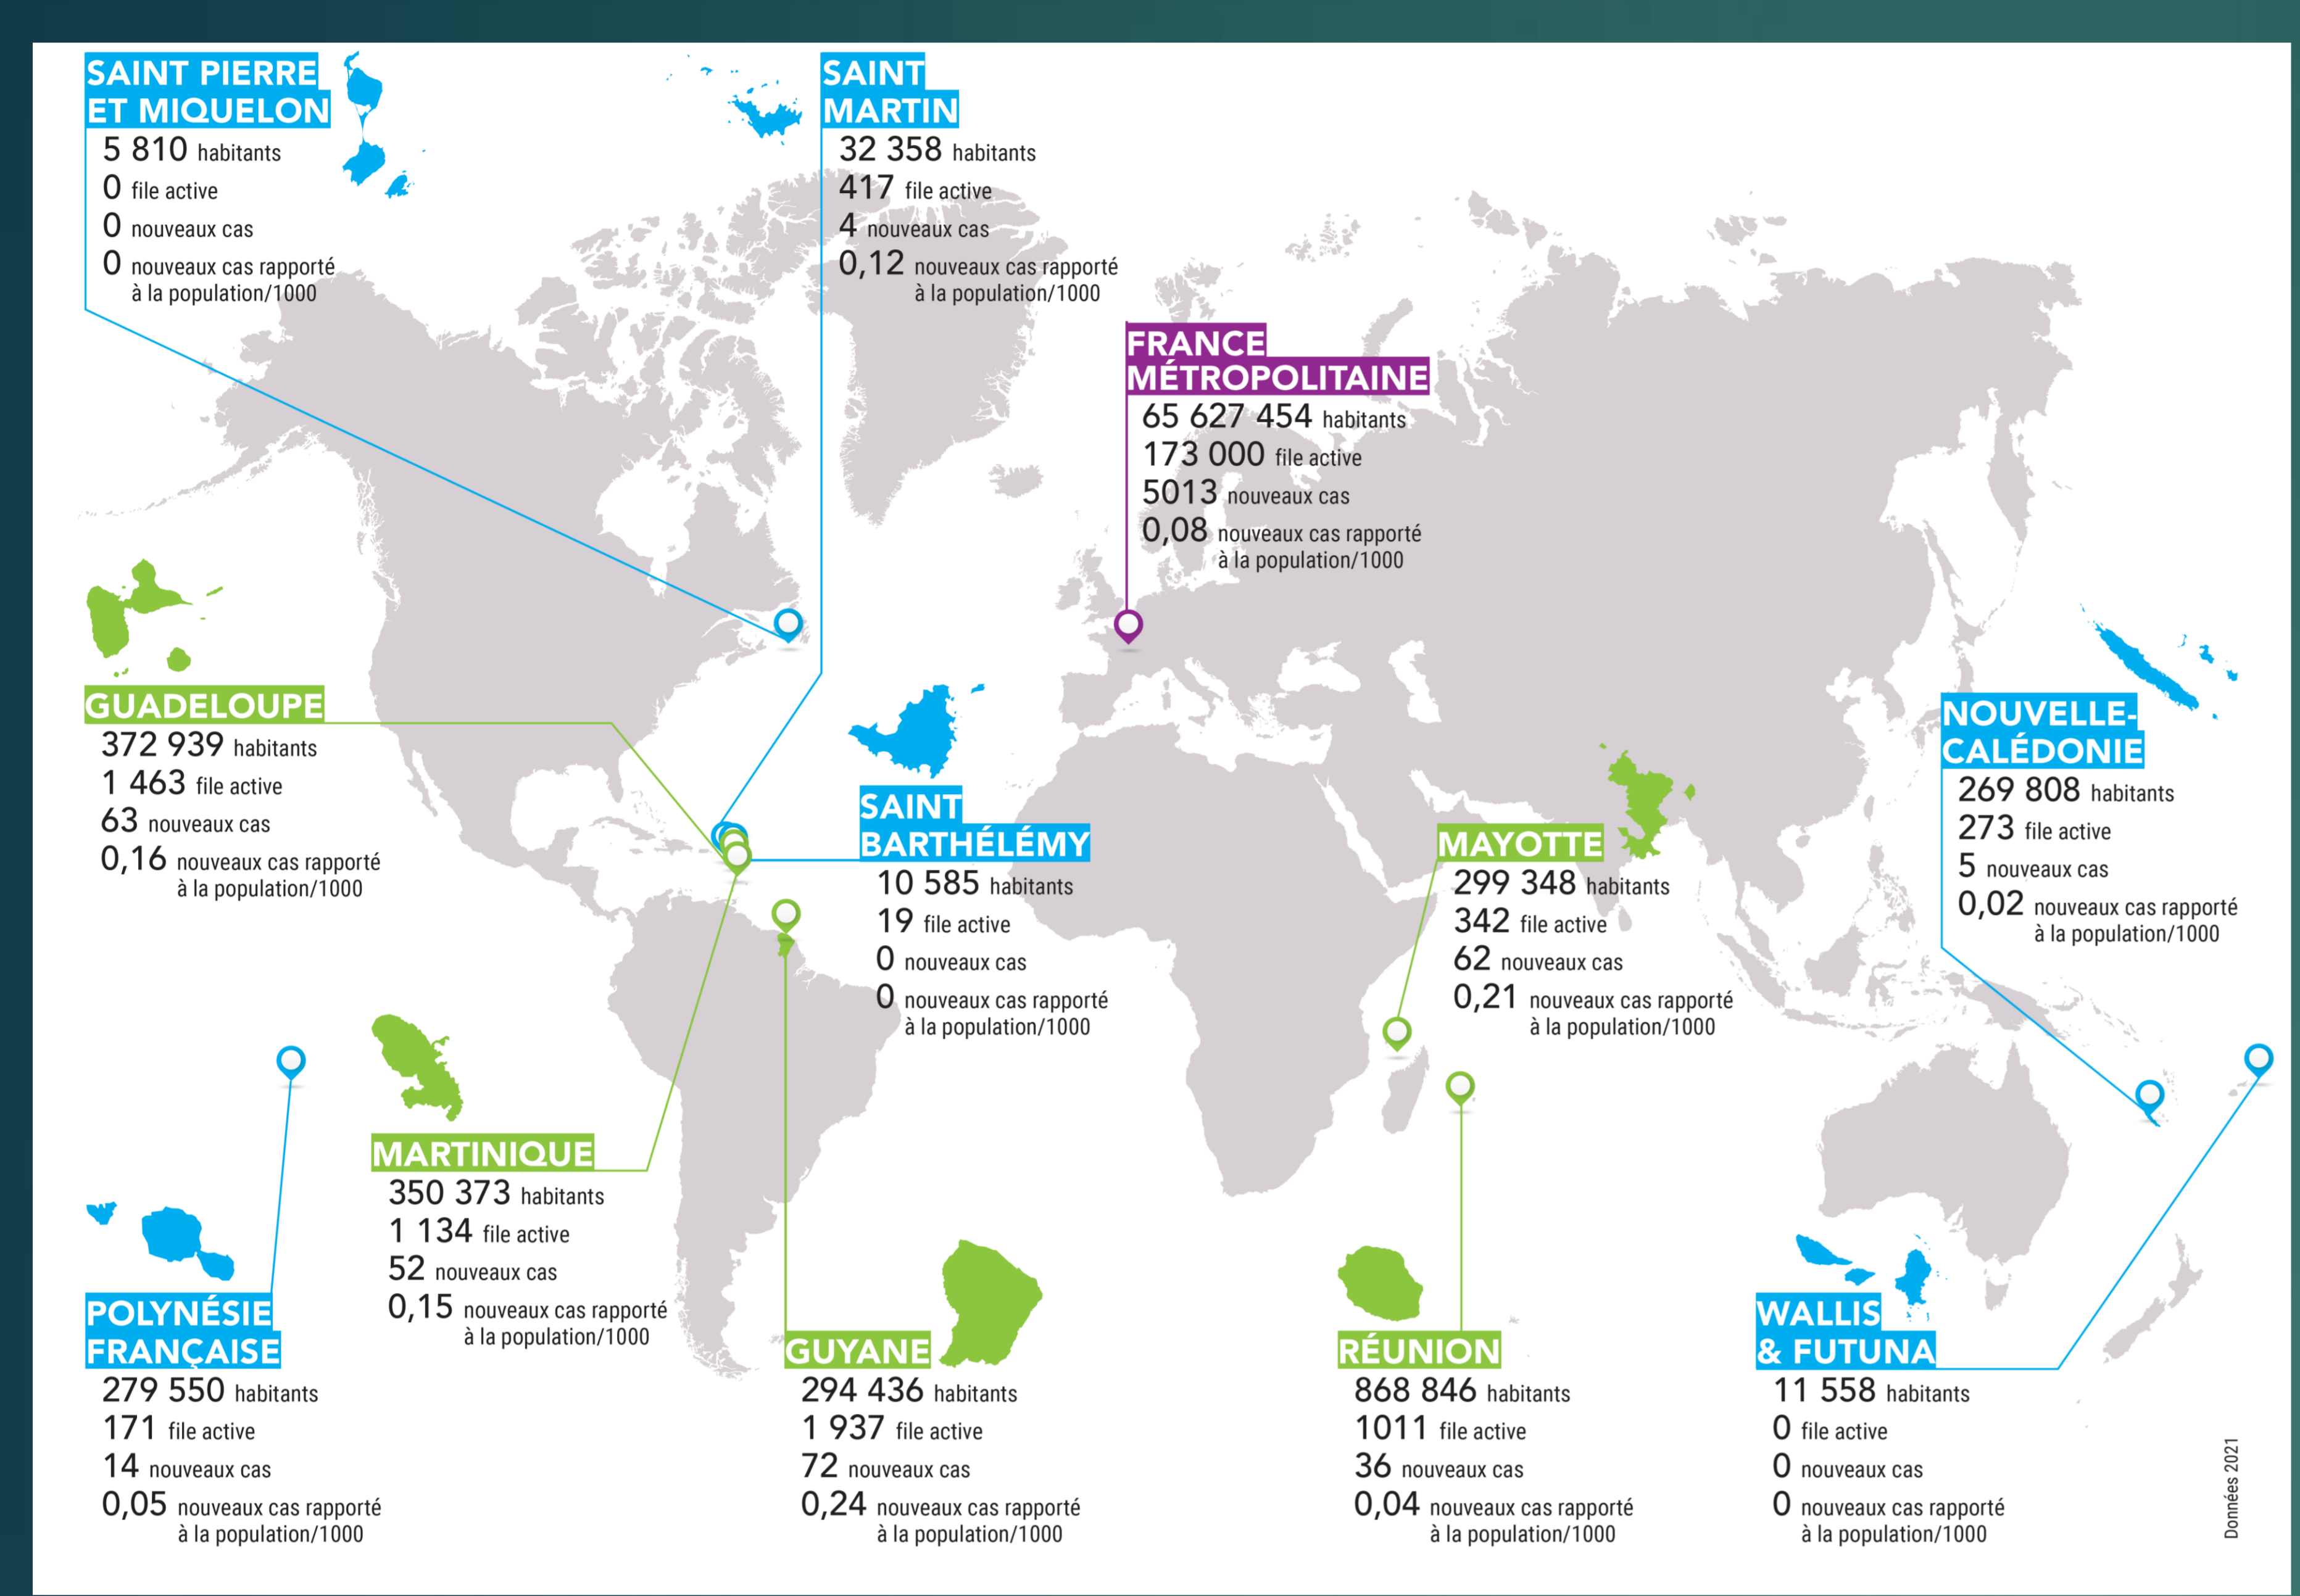 SAINT PIERRE
ET MIQUELON
5 810 habitants
0 file active
0 nouveaux cas
0 nouveaux cas rapporté
à la population/1000
SAINT
MARTIN
32 358 habitants
417 file active
4 nouveaux cas
0,12 nouveaux cas rapporté
à la population/1000
FRANCE
MÉTROPOLITAINE
65 627 454 habitants
173 000 file active
5013 nouveaux cas
0,08 nouveaux cas rapporté
à la population/1000
GUADELOUPE
372 939 habitants
1 463 file active
63 nouveaux cas
0,16 nouveaux cas rapporté
à la population/1000
SAINT
BARTHÉLÉMY
10 585 habitants
19 file active
0 nouveaux cas
0 nouveaux cas rapporté
à la population/1000
MAYOTTE
299 348 habitants
342 file active
62 nouveaux cas
0,21 nouveaux cas rapporté
à la population/1000
NOUVELLE-
CALÉDONIE
269 808 habitants
273 file active
5 nouveaux cas
0,02 nouveaux cas rapporté
à la population/1000
MARTINIQUE
350 373 habitants
1 134 file active
52 nouveaux cas
0,15 nouveaux cas rapporté
à la population/1000
POLYNÉSIE
FRANÇAISE
279 550 habitants
171 file active
14 nouveaux cas
0,05 nouveaux cas rapporté
à la population/1000
GUYANE
294 436 habitants
1 937 file active
72 nouveaux cas
0,24 nouveaux cas rapporté
à la population/1000
RÉUNION
868 846 habitants
1011 file active
36 nouveaux cas
0,04 nouveaux cas rapporté
à la population/1000
WALLIS
& FUTUNA
11 558 habitants
0 file active
0 nouveaux cas
0 nouveaux cas rapporté
à la population/1000
Données 2021